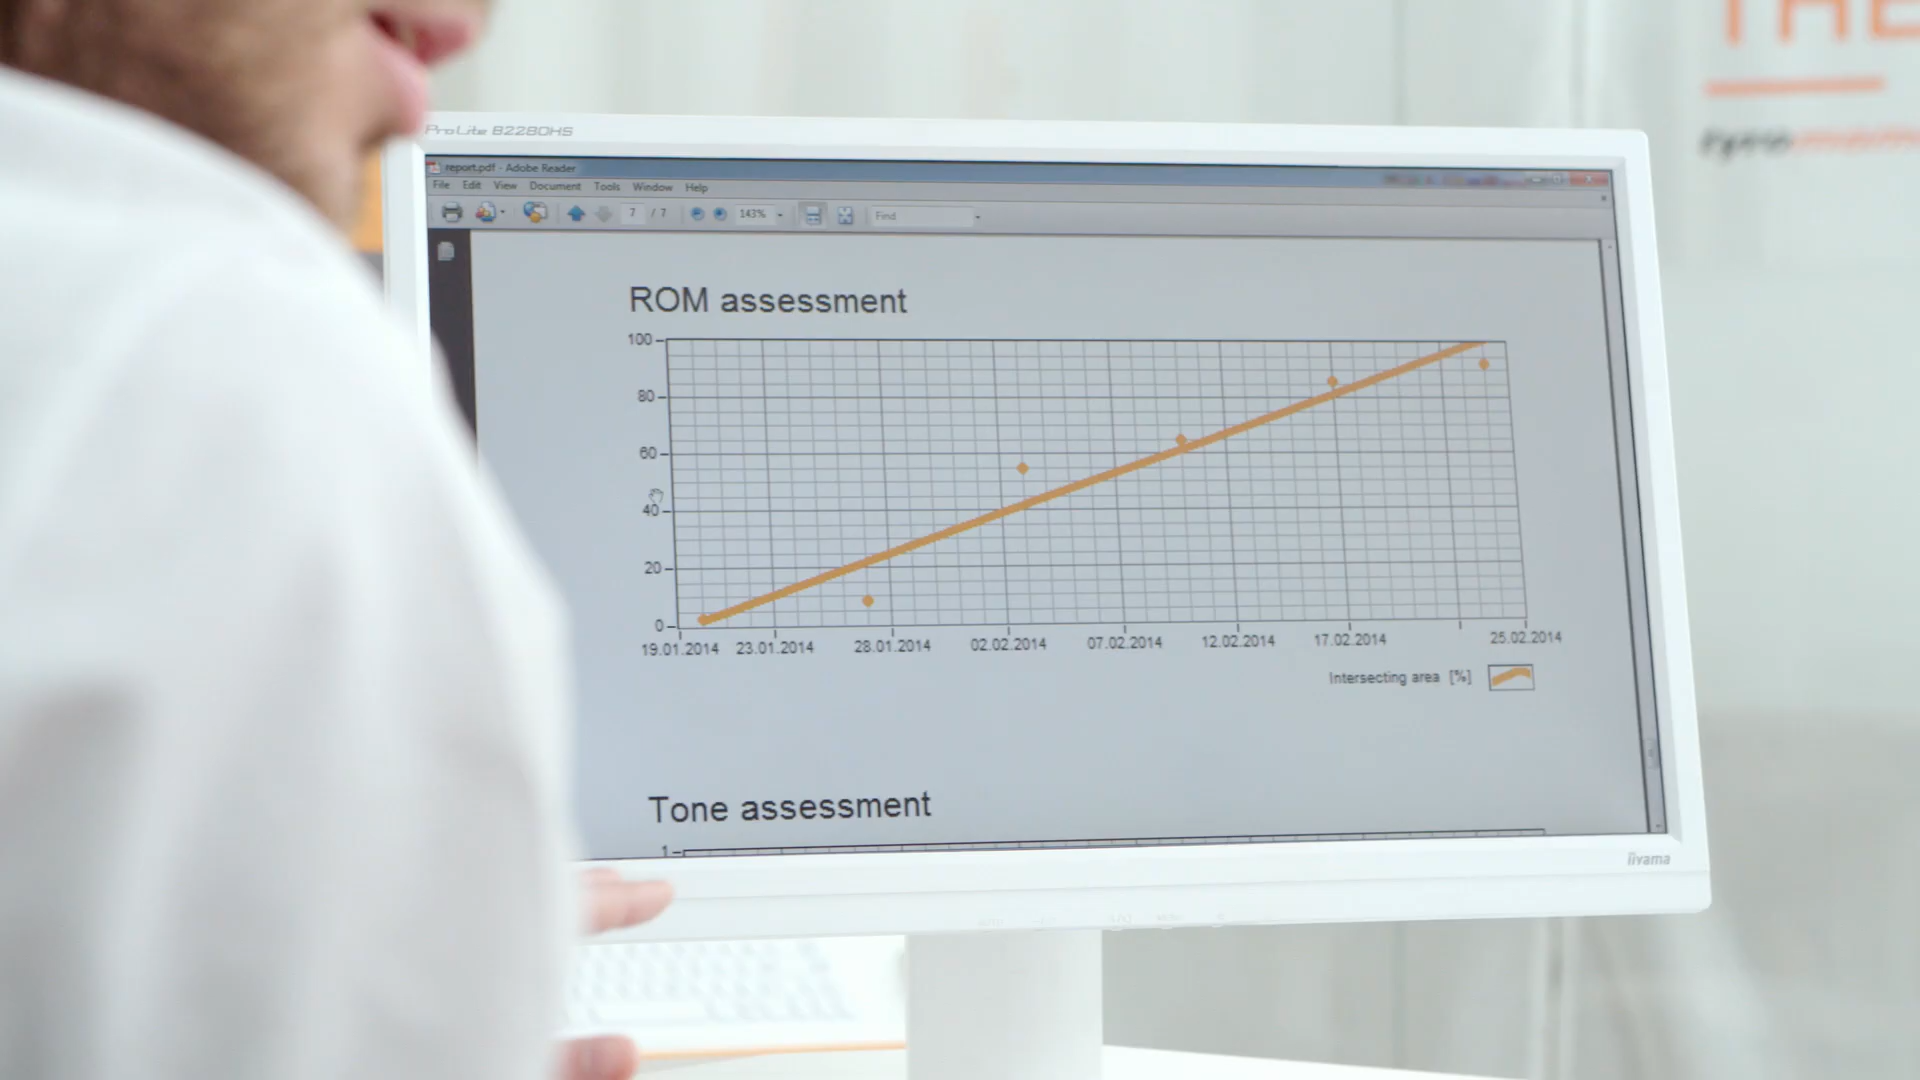 THE
ProLite B2280HS
report.pdf - Adobe Reader
File Edit View Document Tools Window Help
7 / 7 143% Find
ROM assessment
100
80
60
40
20
0
19.01.2014 23.01.2014 28.01.2014 02.02.2014 07.02.2014 12.02.2014 17.02.2014 25.02.2014
Intersecting area [%]
Tone assessment
1
iiyama